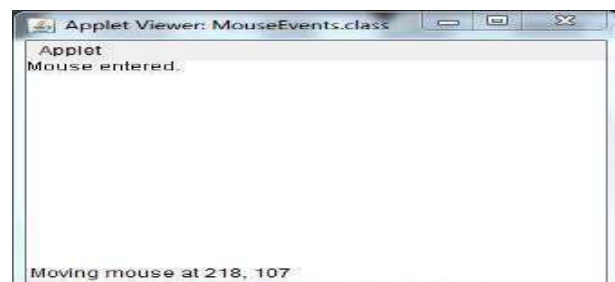 Applet Viewer: MouseEvents.class
Applet
Mouse entered.
Moving mouse at 218, 107